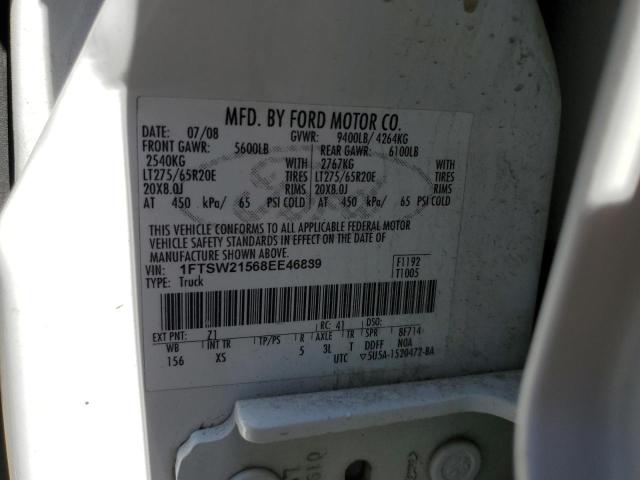 MFD. BY FORD MOTOR CO.
DATE: 07/08 GVWR: 9400LB/ 4264KG
FRONT GAWR: 5600LB REAR GAWR: 6100LB
2540KG WITH 2767KG WITH
LT275/65R20E TIRES LT275/65R20E TIRES
20X8.0J RIMS 20X8.0J RIMS
AT 450 kPa/ 65 PSI COLD AT 450 kPa/ 65 PSI COLD
THIS VEHICLE CONFORMS TO ALL APPLICABLE FEDERAL MOTOR
VEHICLE SAFETY STANDARDS IN EFFECT ON THE DATE OF
MANUFACTURE SHOWN ABOVE.
VIN: 1FTSW21568EE46839 F1192
TYPE: Truck T1005
EXT PNT: Z1 RC: 41 DSO:
WB INT TR TP/PS R AXLE TR SPR 8F714
156 XS 5 3L T DDFF N0A
UTC ▽5U5A-1520472-BA